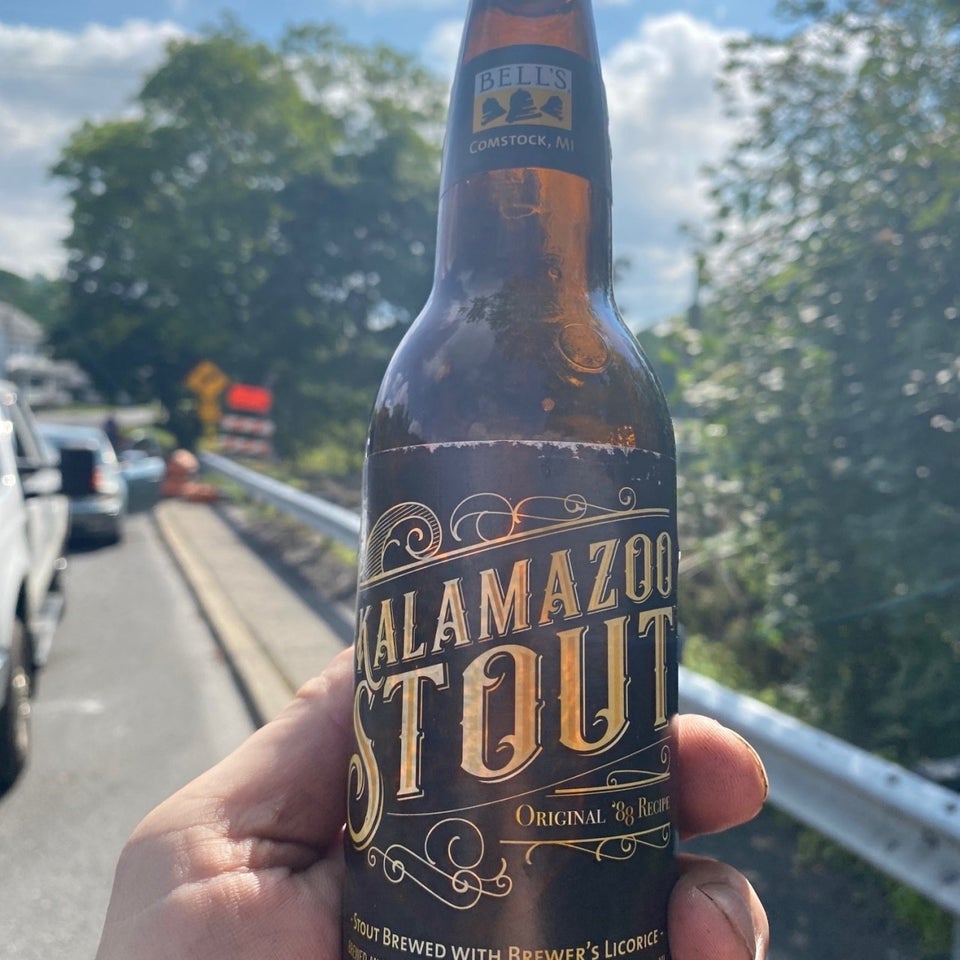 BELL'S
COMSTOCK, MI
KALAMAZOO
STOUT
ORIGINAL '88 RECIPE
-STOUT BREWED WITH BREWER'S LICORICE-